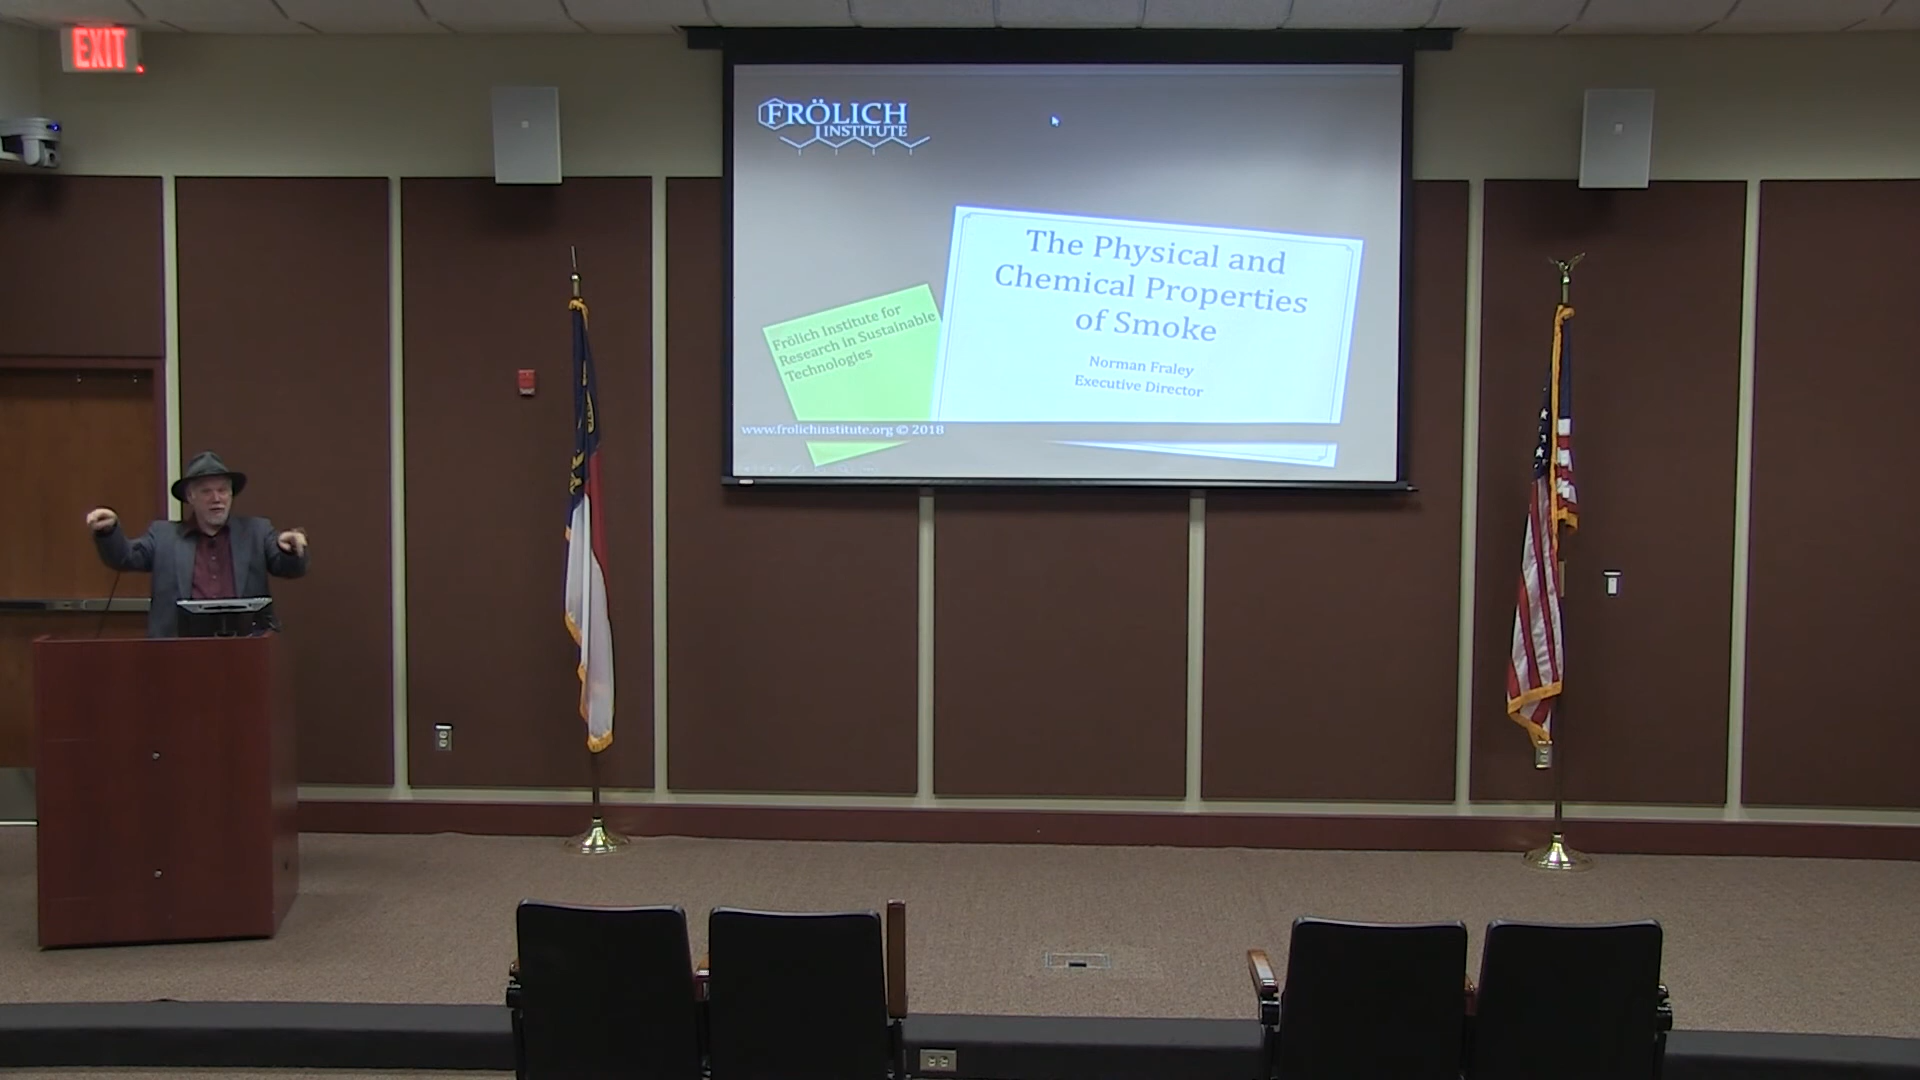 EXIT
FRÖLICH
INSTITUTE
The Physical and
Chemical Properties
of Smoke
Norman Fraley
Executive Director
Frölich Institute for
Research in Sustainable
Technologies
www.frolichinstitute.org © 2018